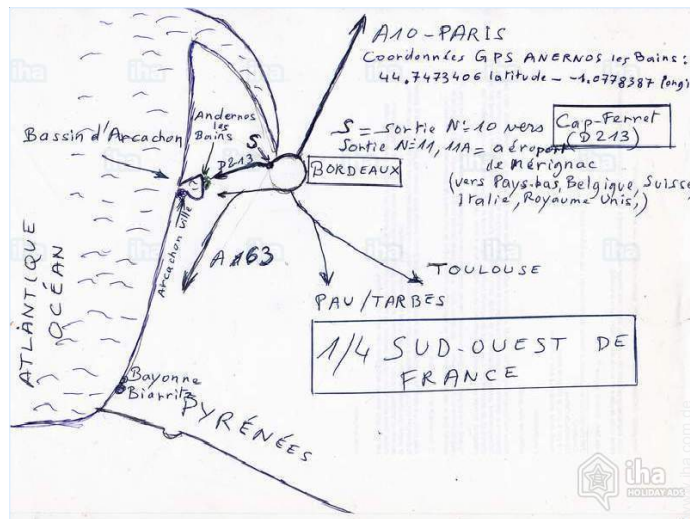 A10-PARIS
Coordonnées GPS ANERNOS les Bains:
44.7473406 latitude - -1.0778387 longi
Andernos
les
Bains
Bassin d'Arcachon
S
D213
S = Sortie N°10 vers
Cap-Ferret
(D213)
Sortie N°11, 11A = aéroport
de Mérignac
(vers Pays-bas, Belgique, Suisse
Italie, Royaume Unis,)
BORDEAUX
Arcachon Ville
A 63
TOULOUSE
PAU/TARBES
ATLANTIQUE
OCÉAN
1/4 SUD-OUEST DE
FRANCE
Bayonne
Biarritz
PYRÉNÉES
iha
HOLIDAY ADS